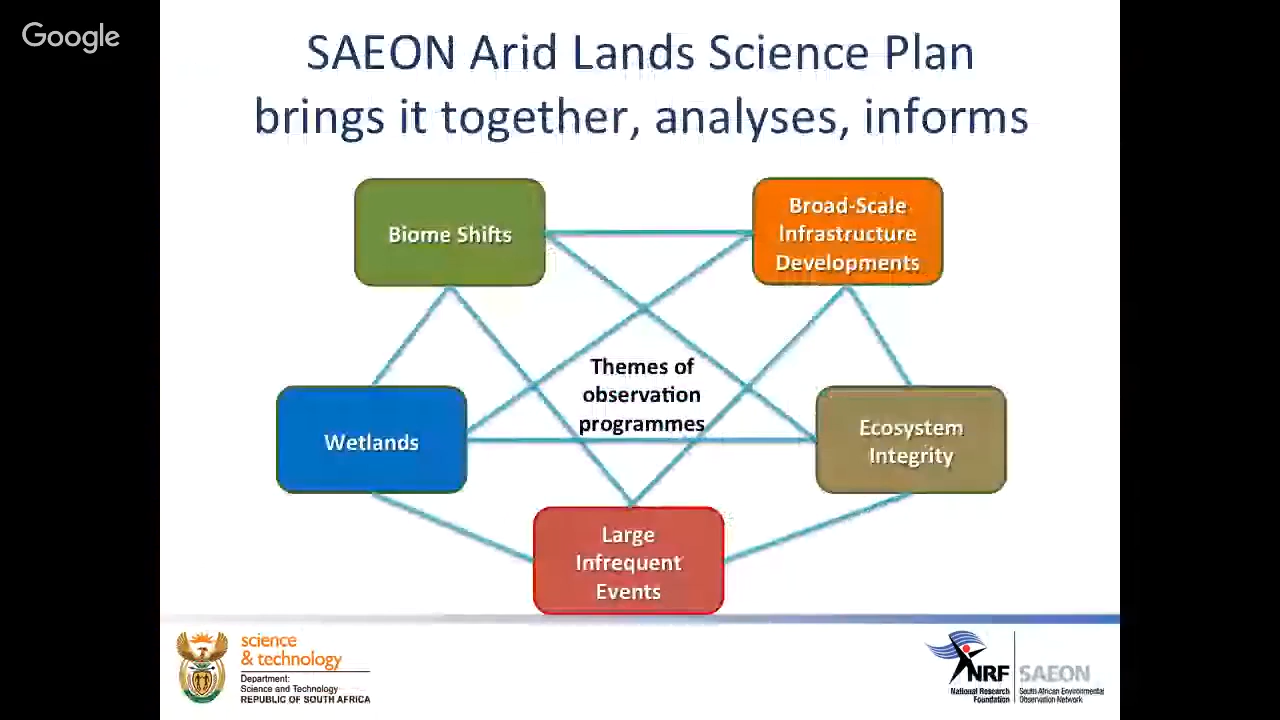 Google
SAEON Arid Lands Science Plan
brings it together, analyses, informs
Biome Shifts
Broad-Scale
Infrastructure
Developments
Themes of
observation
programmes
Wetlands
Ecosystem
Integrity
Large
Infrequent
Events
science
& technology
Department:
Science and Technology
REPUBLIC OF SOUTH AFRICA
NRF
National Research
Foundation
SAEON
South African Environmental
Observation Network